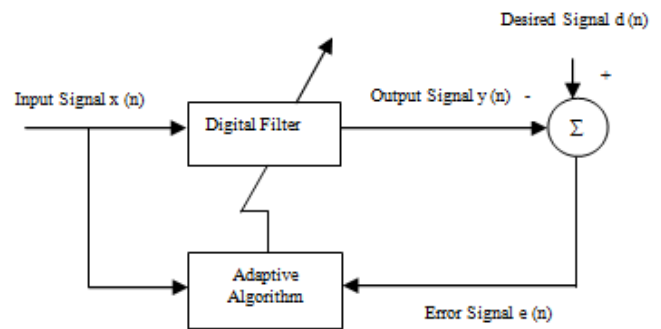 Desired Signal d (n)
+
Input Signal x (n)
Output Signal y (n) -
Digital Filter
Σ
Adaptive
Algorithm
Error Signal e (n)